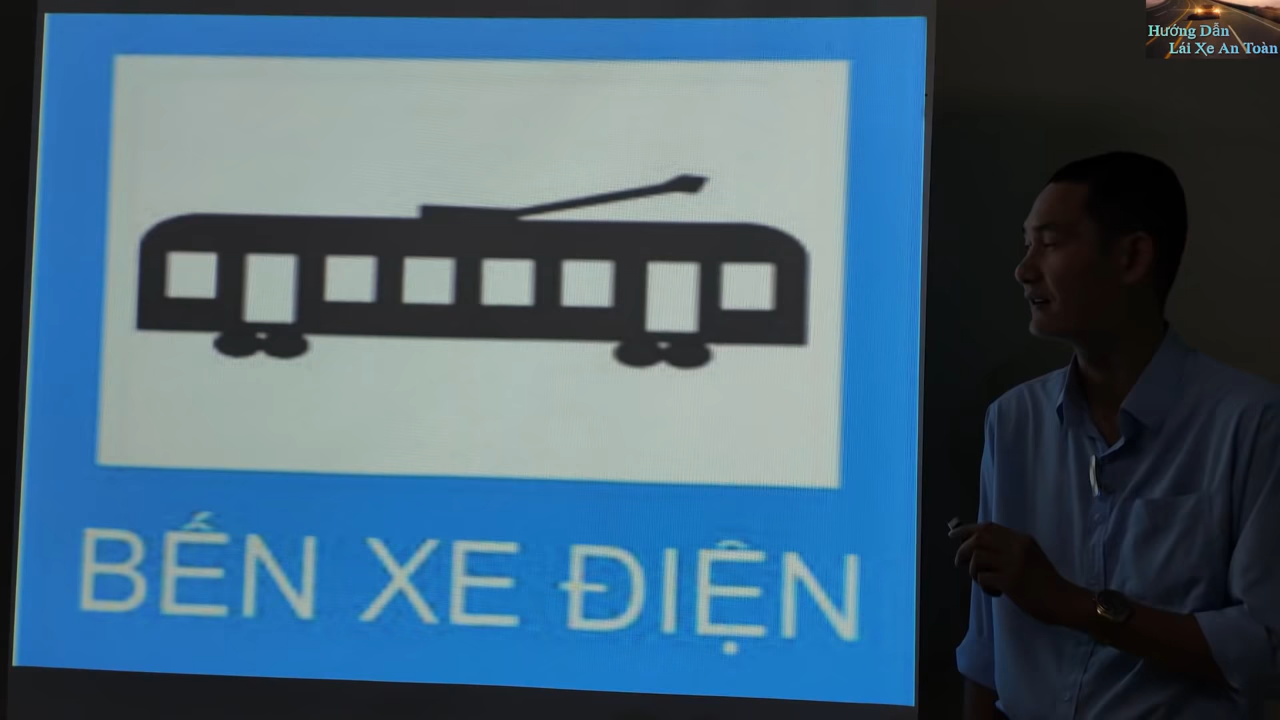 Hướng Dẫn
Lái Xe An Toàn
BẾN XE ĐIỆN